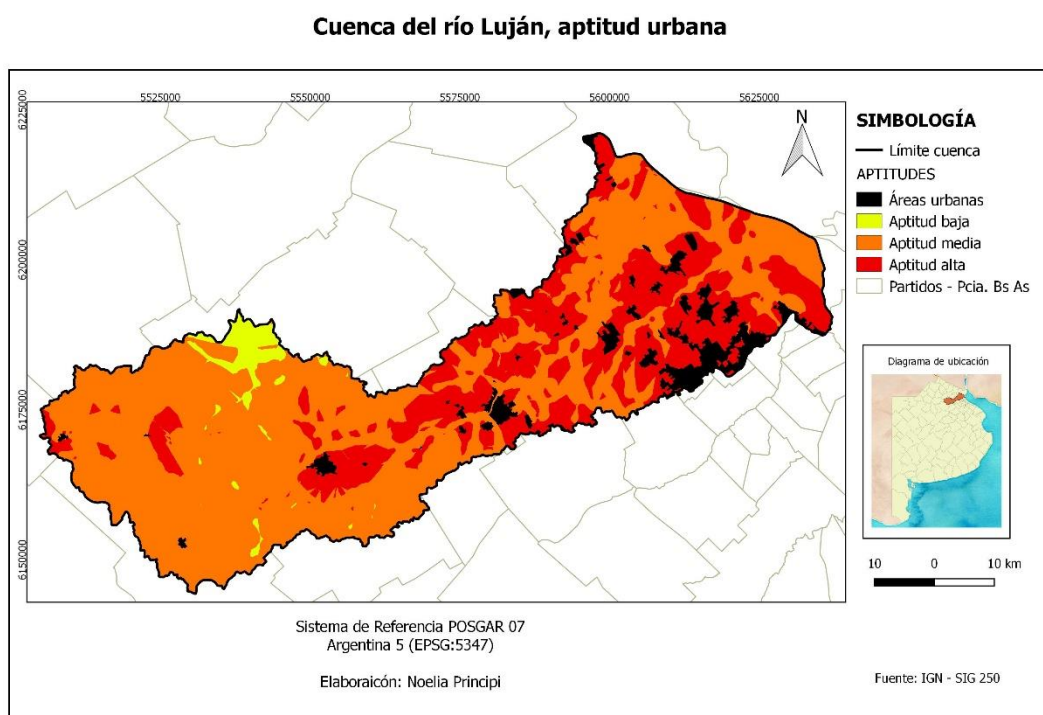 Cuenca del río Luján, aptitud urbana
5525000 5550000 5575000 5600000 5625000
6225000
6200000
6175000
6150000
N
SIMBOLOGÍA
Límite cuenca
APTITUDES
Áreas urbanas
Aptitud baja
Aptitud media
Aptitud alta
Partidos - Pcia. Bs As
Diagrama de ubicación
10 0 10 km
Sistema de Referencia POSGAR 07
Argentina 5 (EPSG:5347)
Elaboraicón: Noelia Principi
Fuente: IGN - SIG 250